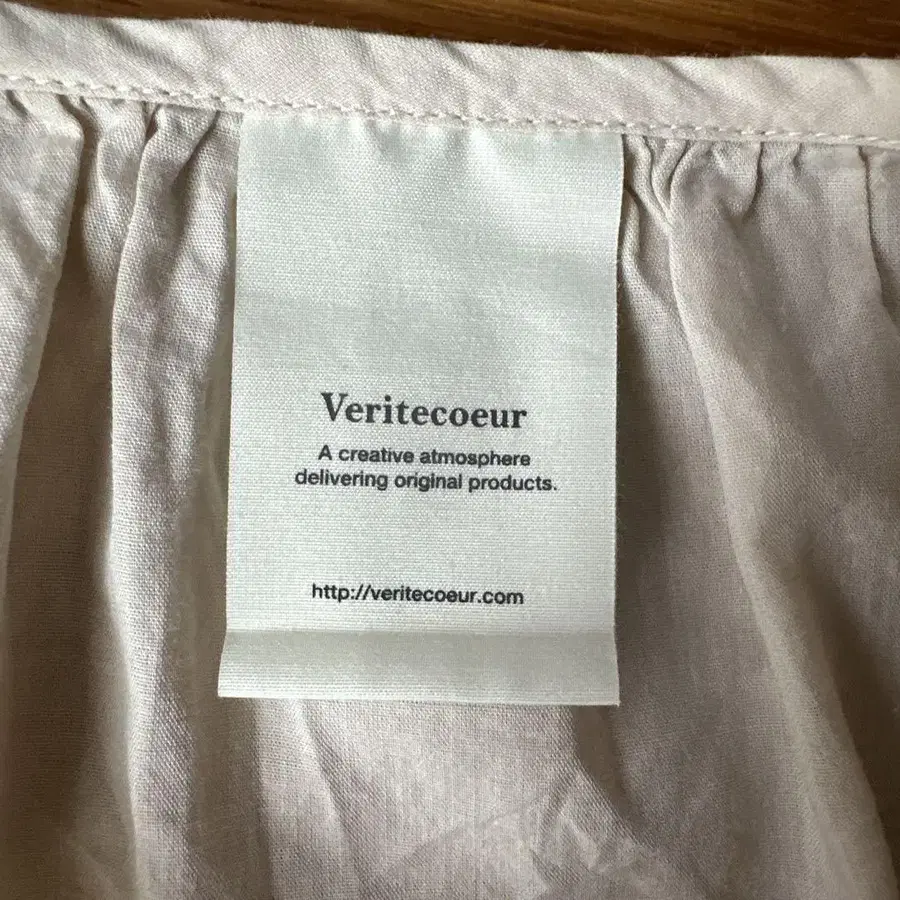 Veritecoeur
A creative atmosphere
delivering original products.
http://veritecoeur.com